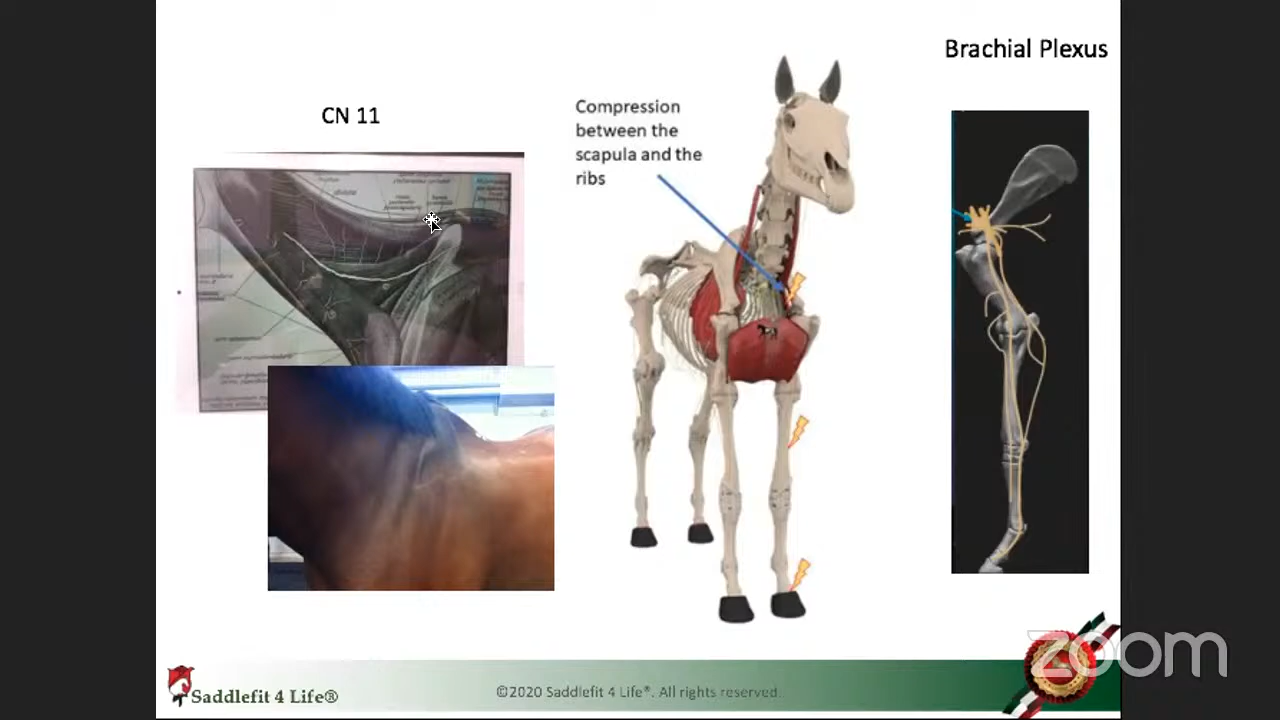 Brachial Plexus
CN 11
Compression
between the
scapula and the
ribs
Saddlefit 4 Life®
©2020 Saddlefit 4 Life®. All rights reserved.
zoom